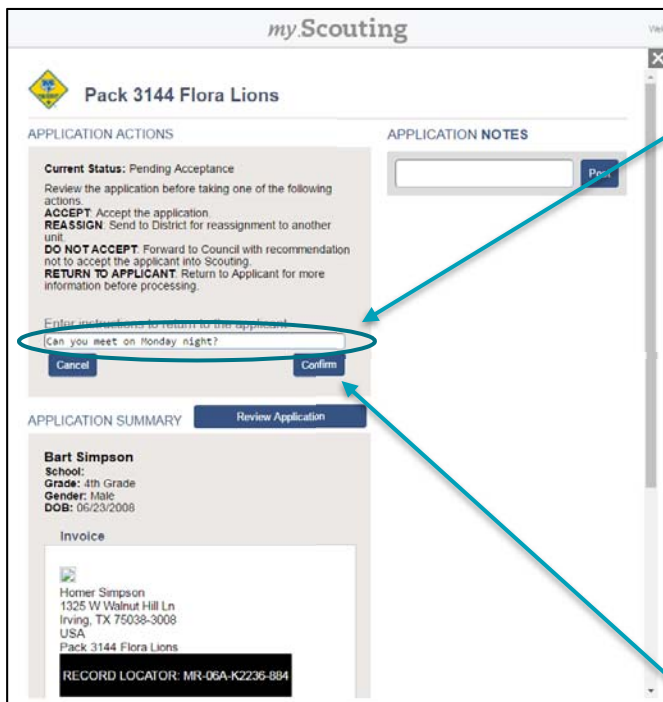 my.Scouting
Pack 3144 Flora Lions
APPLICATION ACTIONS
Current Status: Pending Acceptance
Review the application before taking one of the following
actions.
ACCEPT: Accept the application.
REASSIGN: Send to District for reassignment to another
unit.
DO NOT ACCEPT: Forward to Council with recommendation
not to accept the application into Scouting.
RETURN TO APPLICANT: Return to Applicant for more
information before processing.
Enter instructions to return to the applicant
Can you meet on Monday night?
Cancel
Confirm
APPLICATION NOTES
Post
APPLICATION SUMMARY
Review Application
Bart Simpson
School:
Grade: 4th Grade
Gender: Male
DOB: 06/23/2008
Invoice
Homer Simpson
1325 W Walnut Hill Ln
Irving, TX 75038-3008
USA
Pack 3144 Flora Lions
RECORD LOCATOR: MR-06A-K2236-884